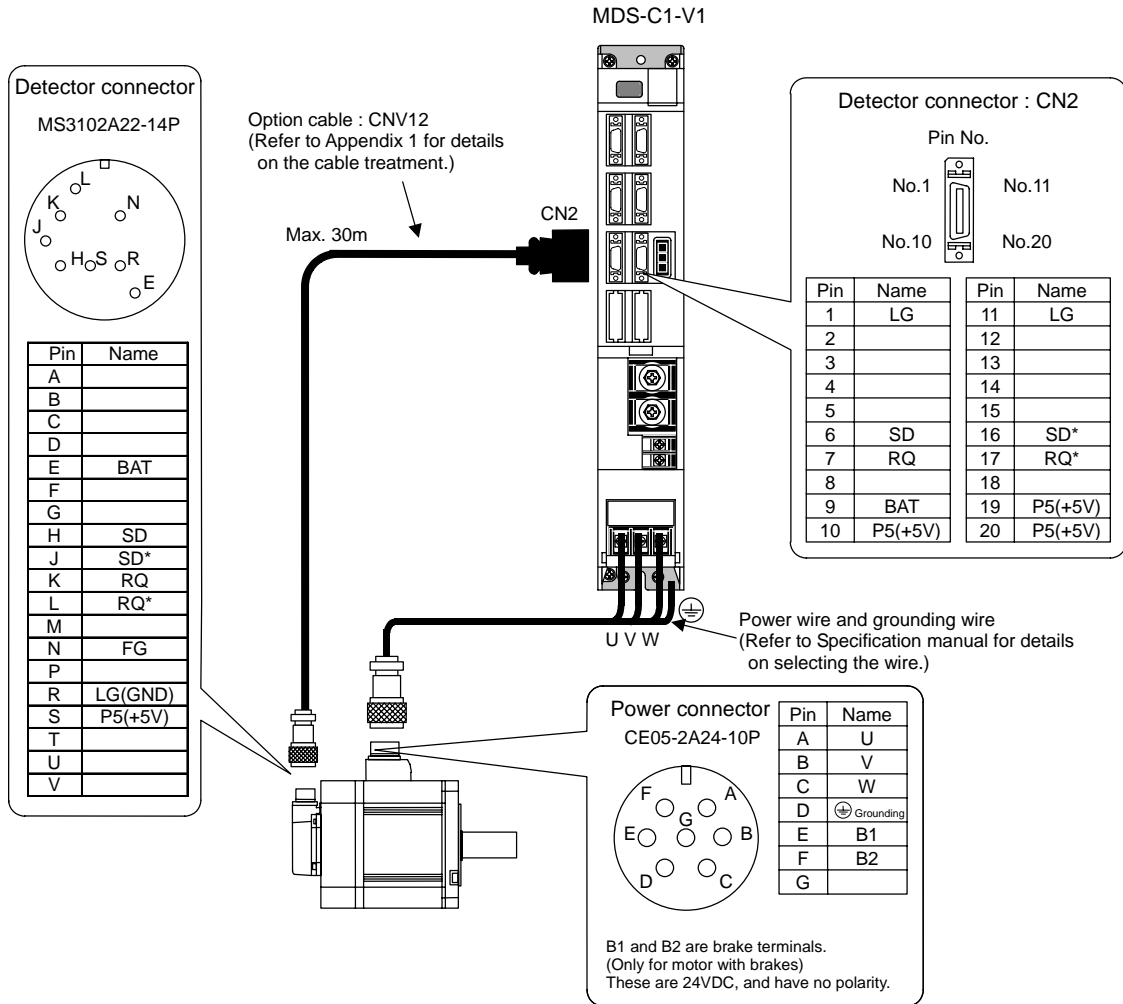 MDS-C1-V1
Detector connector
MS3102A22-14P
L
K
N
J
H
S
R
E
Pin Name
A
B
C
D
E BAT
F
G
H SD
J SD*
K RQ
L RQ*
M
N FG
P
R LG(GND)
S P5(+5V)
T
U
V
Option cable : CNV12
(Refer to Appendix 1 for details
on the cable treatment.)
Max. 30m
CN2
Detector connector : CN2
Pin No.
No.1 No.11
No.10 No.20
Pin Name Pin Name
1 LG 11 LG
2 12
3 13
4 14
5 15
6 SD 16 SD*
7 RQ 17 RQ*
8 18
9 BAT 19 P5(+5V)
10 P5(+5V) 20 P5(+5V)
U V W
Power wire and grounding wire
(Refer to Specification manual for details
on selecting the wire.)
Power connector
CE05-2A24-10P
F A
G
E B
D C
Pin Name
A U
B V
C W
D Grounding
E B1
F B2
G
B1 and B2 are brake terminals.
(Only for motor with brakes)
These are 24VDC, and have no polarity.